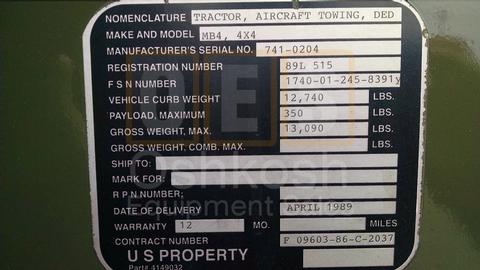 NOMENCLATURE TRACTOR, AIRCRAFT TOWING, DED
MAKE AND MODEL MB4, 4X4
MANUFACTURER'S SERIAL NO. 741-0204
REGISTRATION NUMBER 89L 515
F S N NUMBER 1740-01-245-8391y
VEHICLE CURB WEIGHT 12,740 LBS.
PAYLOAD, MAXIMUM 350 LBS.
GROSS WEIGHT, MAX. 13,090 LBS.
GROSS WEIGHT, COMB. MAX. LBS.
SHIP TO:
MARK FOR:
Oshkosh
R P N NUMBER;
Equipment
DATE OF DELIVERY APRIL 1989
WARRANTY 12 MO. MILES
CONTRACT NUMBER F 09603-86-C-2037
U S PROPERTY
Part# 4149032